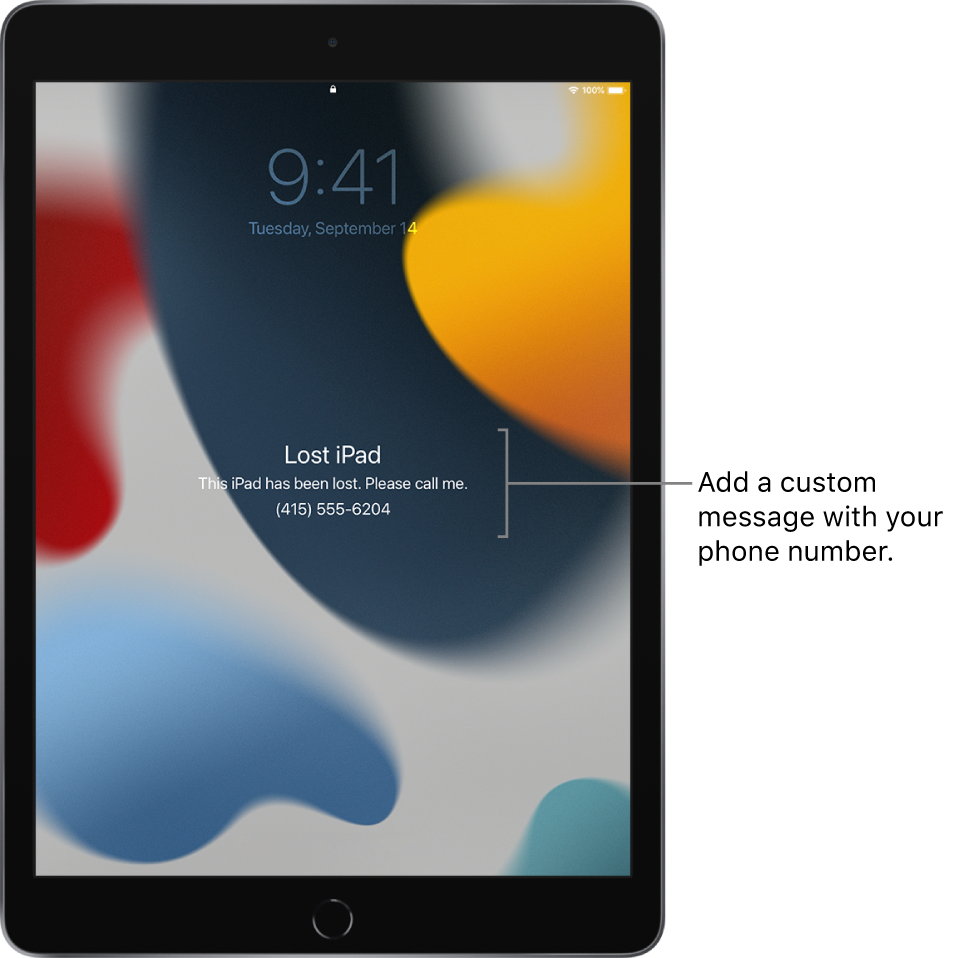 100%
9:41
Tuesday, September 14
Lost iPad
This iPad has been lost. Please call me.
(415) 555-6204
Add a custom
message with your
phone number.